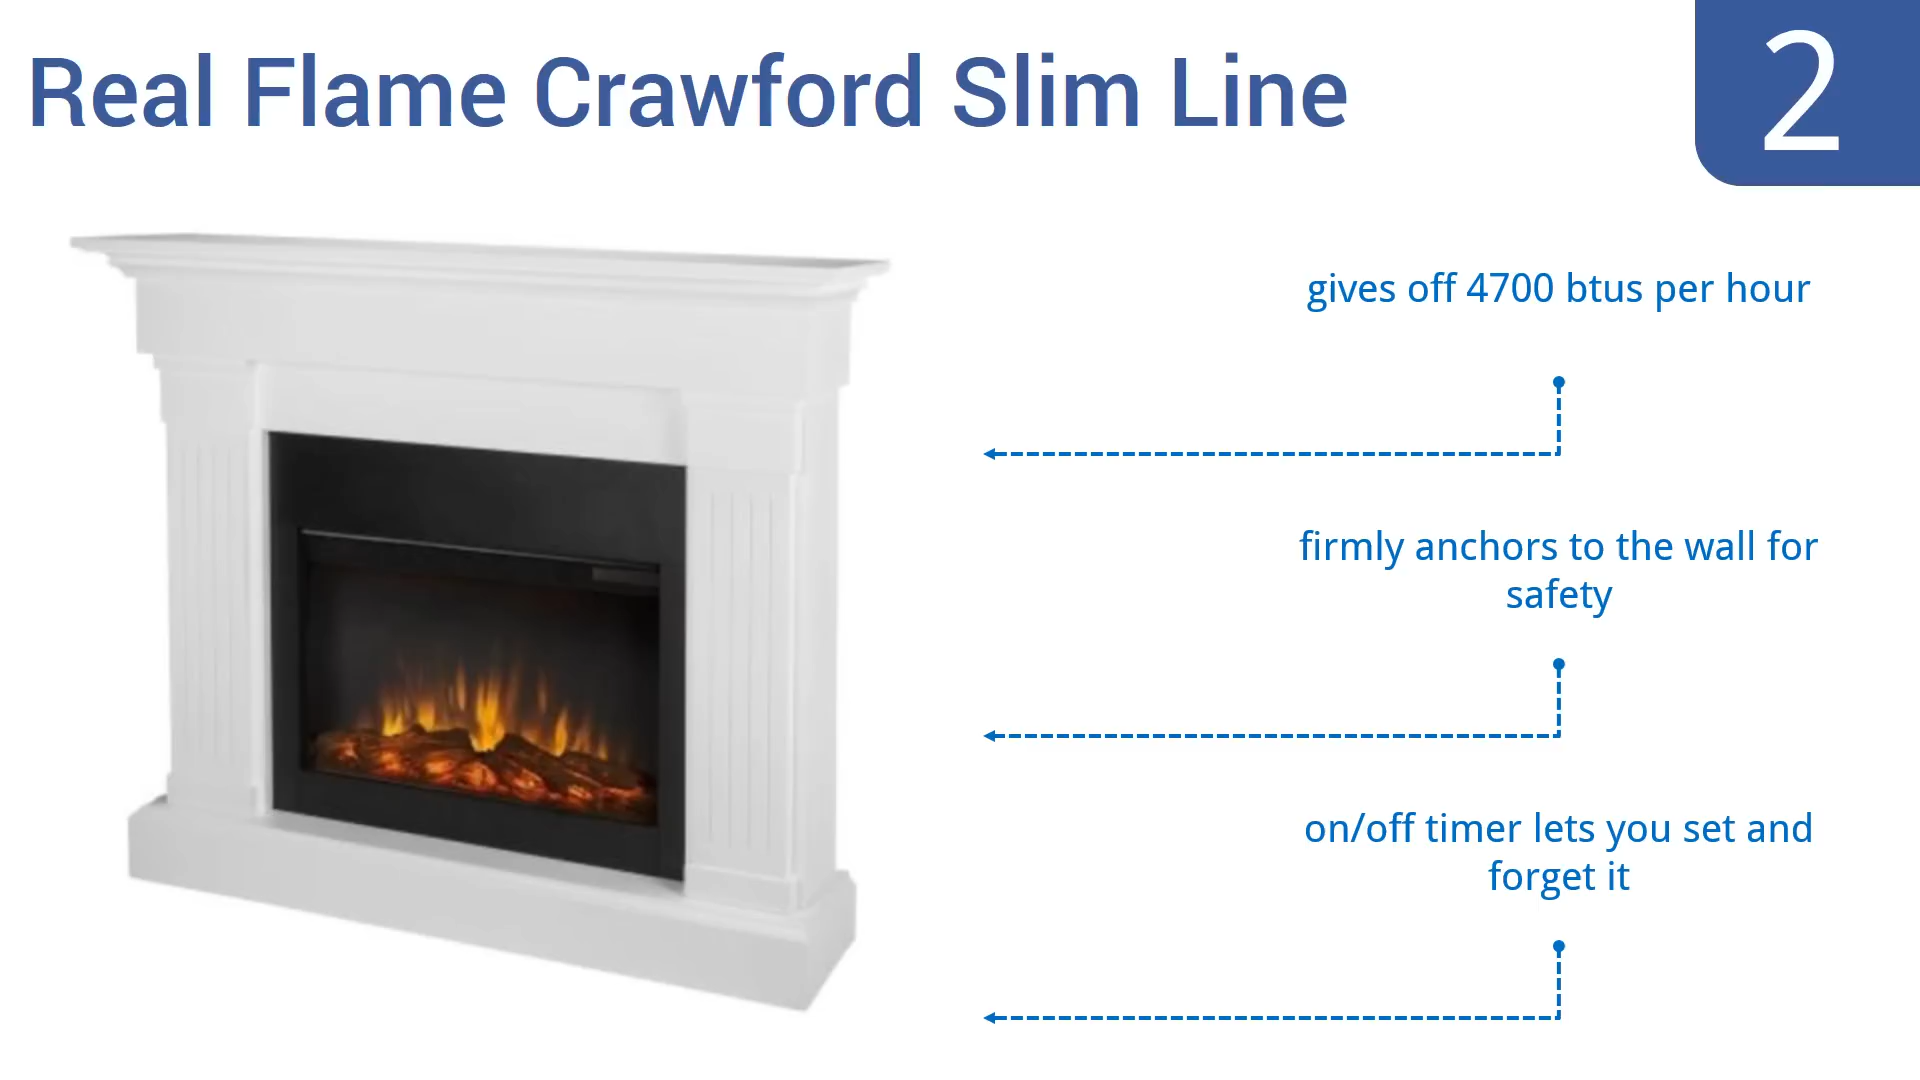 Real Flame Crawford Slim Line
2
gives off 4700 btus per hour
firmly anchors to the wall for
safety
on/off timer lets you set and
forget it